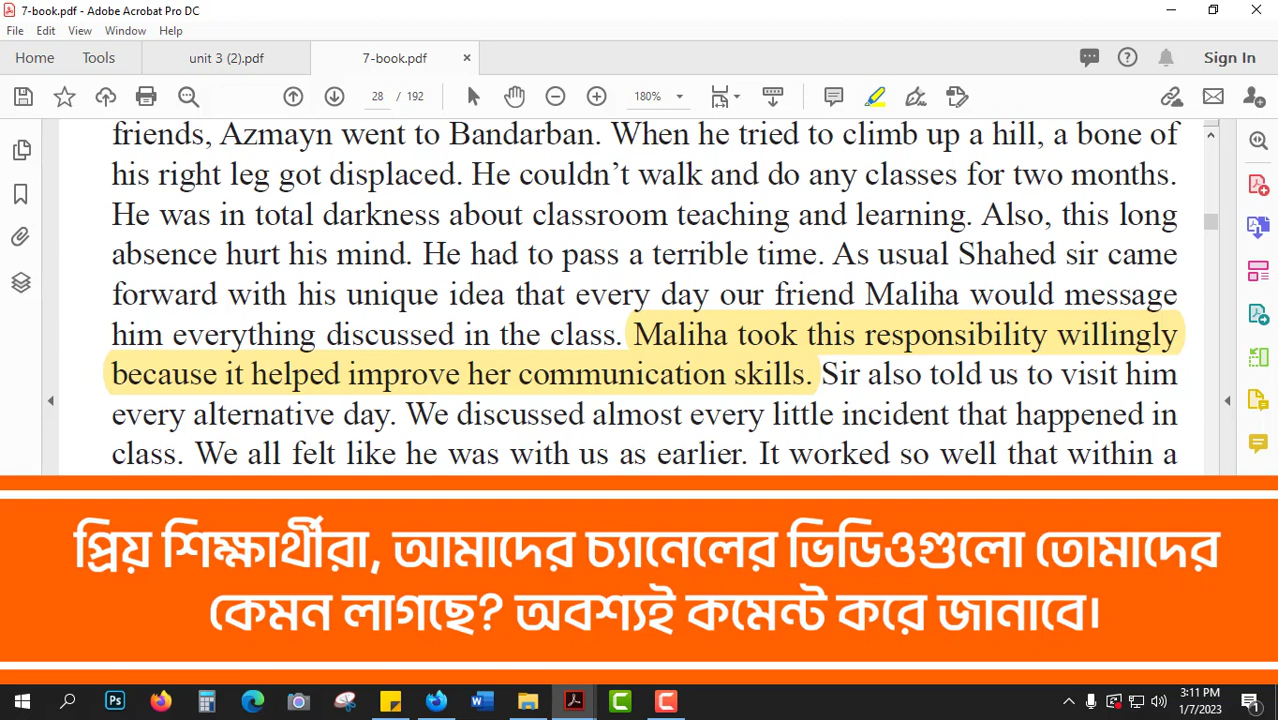 7-book.pdf - Adobe Acrobat Pro DC
File Edit View Window Help
Home Tools unit 3 (2).pdf 7-book.pdf × Sign In
28 / 192 180%
friends, Azmayn went to Bandarban. When he tried to climb up a hill, a bone of
his right leg got displaced. He couldn’t walk and do any classes for two months.
He was in total darkness about classroom teaching and learning. Also, this long
absence hurt his mind. He had to pass a terrible time. As usual Shahed sir came
forward with his unique idea that every day our friend Maliha would message
him everything discussed in the class. Maliha took this responsibility willingly
because it helped improve her communication skills. Sir also told us to visit him
every alternative day. We discussed almost every little incident that happened in
class. We all felt like he was with us as earlier. It worked so well that within a
প্রিয় শিক্ষার্থীরা, আমাদের চ্যানেলের ভিডিওগুলো তোমাদের
কেমন লাগছে? অবশ্যই কমেন্ট করে জানাবে।
3:11 PM
1/7/2023